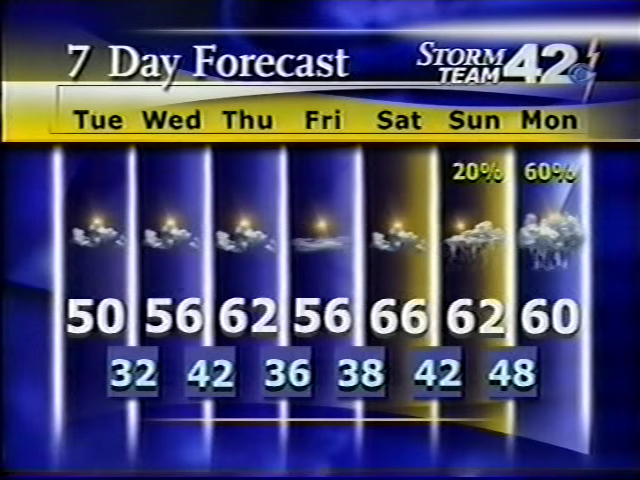 7 Day Forecast
STORM TEAM 42
Tue Wed Thu Fri Sat Sun Mon
20% 60%
50 56 62 56 66 62 60
32 42 36 38 42 48